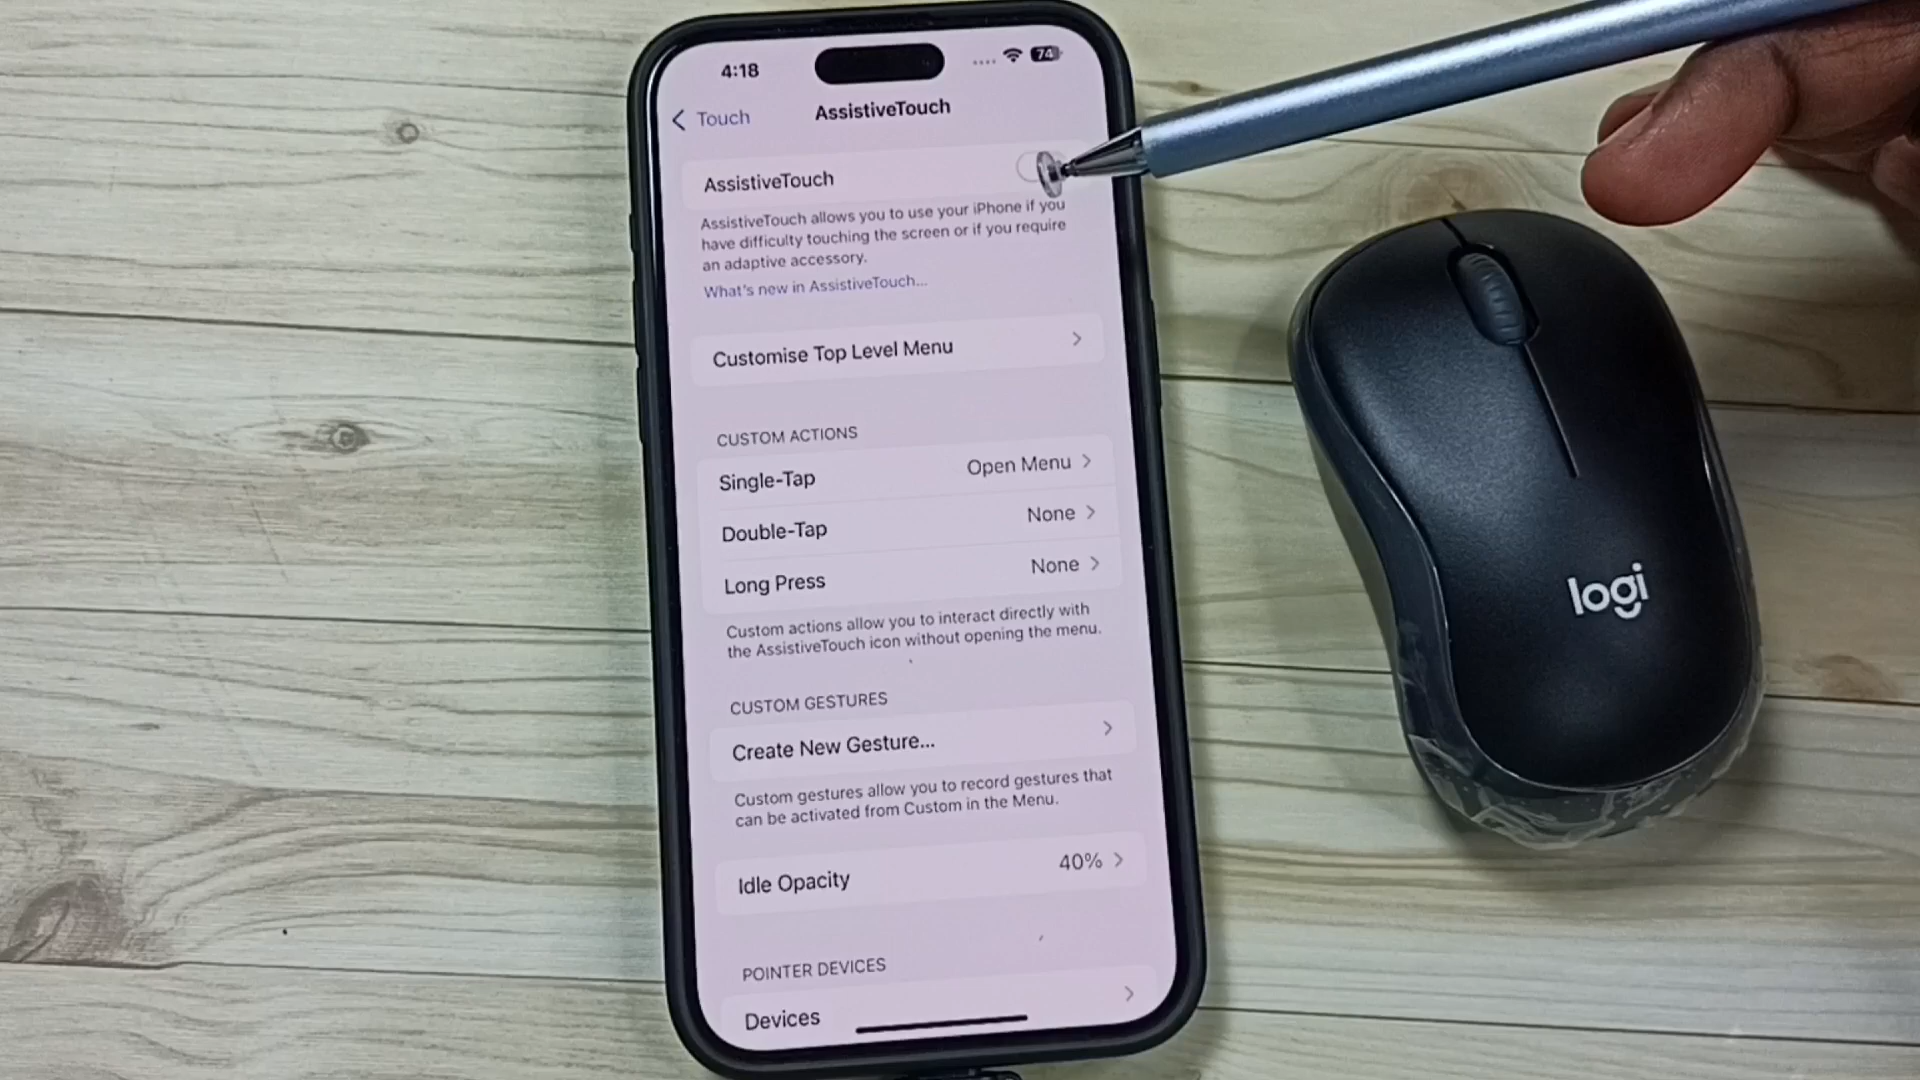 4:18
74
Touch
AssistiveTouch
AssistiveTouch
AssistiveTouch allows you to use your iPhone if you
have difficulty touching the screen or if you require
an adaptive accessory.
What's new in AssistiveTouch...
Customise Top Level Menu
CUSTOM ACTIONS
Single-Tap Open Menu
Double-Tap None
Long Press None
Custom actions allow you to interact directly with
the AssistiveTouch icon without opening the menu.
CUSTOM GESTURES
Create New Gesture...
Custom gestures allow you to record gestures that
can be activated from Custom in the Menu.
Idle Opacity 40%
POINTER DEVICES
Devices
logi